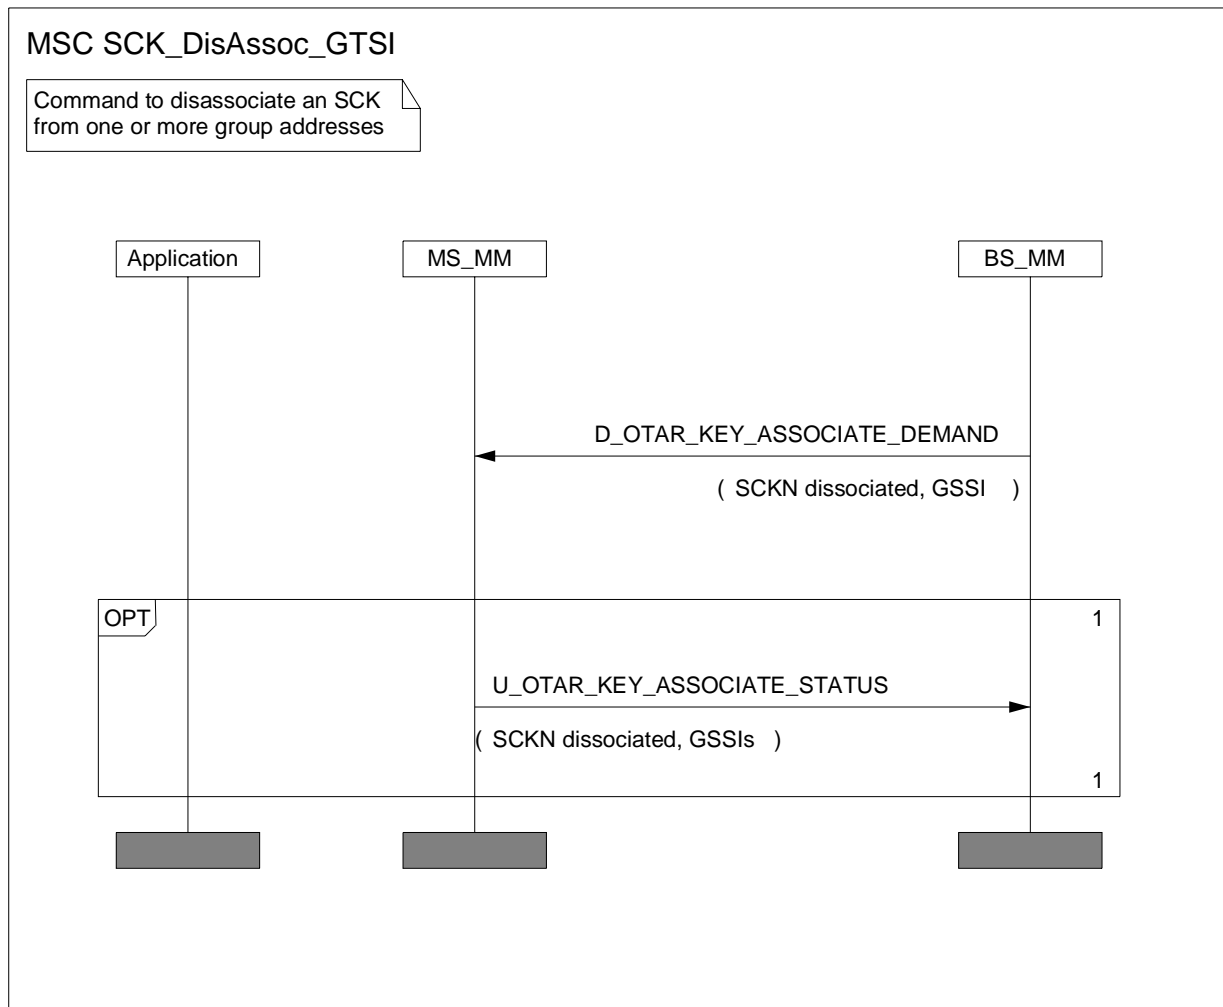 MSC SCK_DisAssoc_GTSI
Command to disassociate an SCK
from one or more group addresses
Application MS_MM BS_MM
D_OTAR_KEY_ASSOCIATE_DEMAND
( SCKN dissociated, GSSI )
OPT 1
U_OTAR_KEY_ASSOCIATE_STATUS
( SCKN dissociated, GSSIs )
1